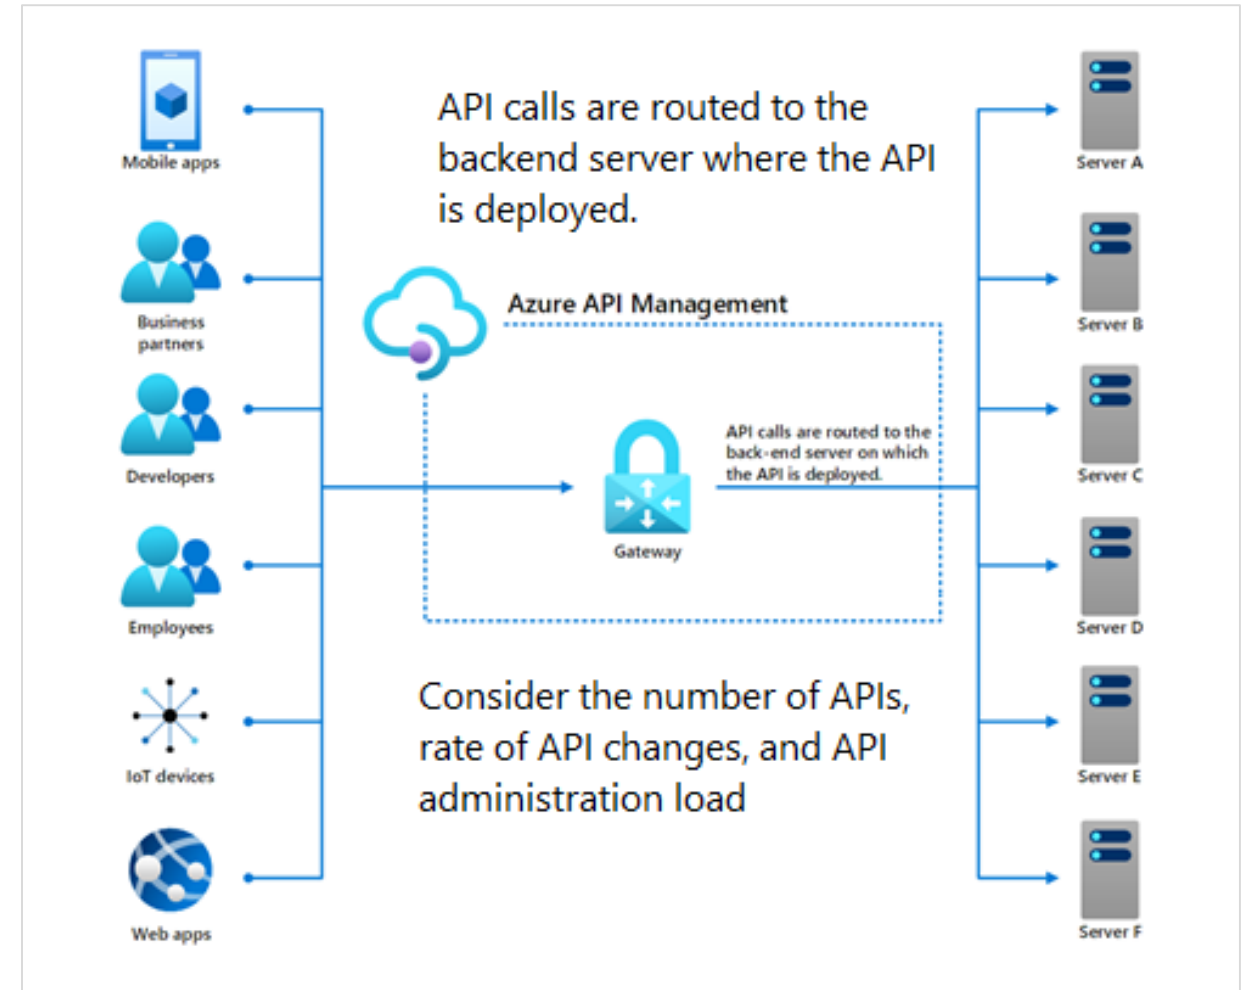 Mobile apps
Business
partners
Developers
Employees
IoT devices
Web apps
API calls are routed to the
backend server where the API
is deployed.
Azure API Management
API calls are routed to the
back-end server on which
the API is deployed.
Gateway
Consider the number of APIs,
rate of API changes, and API
administration load
Server A
Server B
Server C
Server D
Server E
Server F